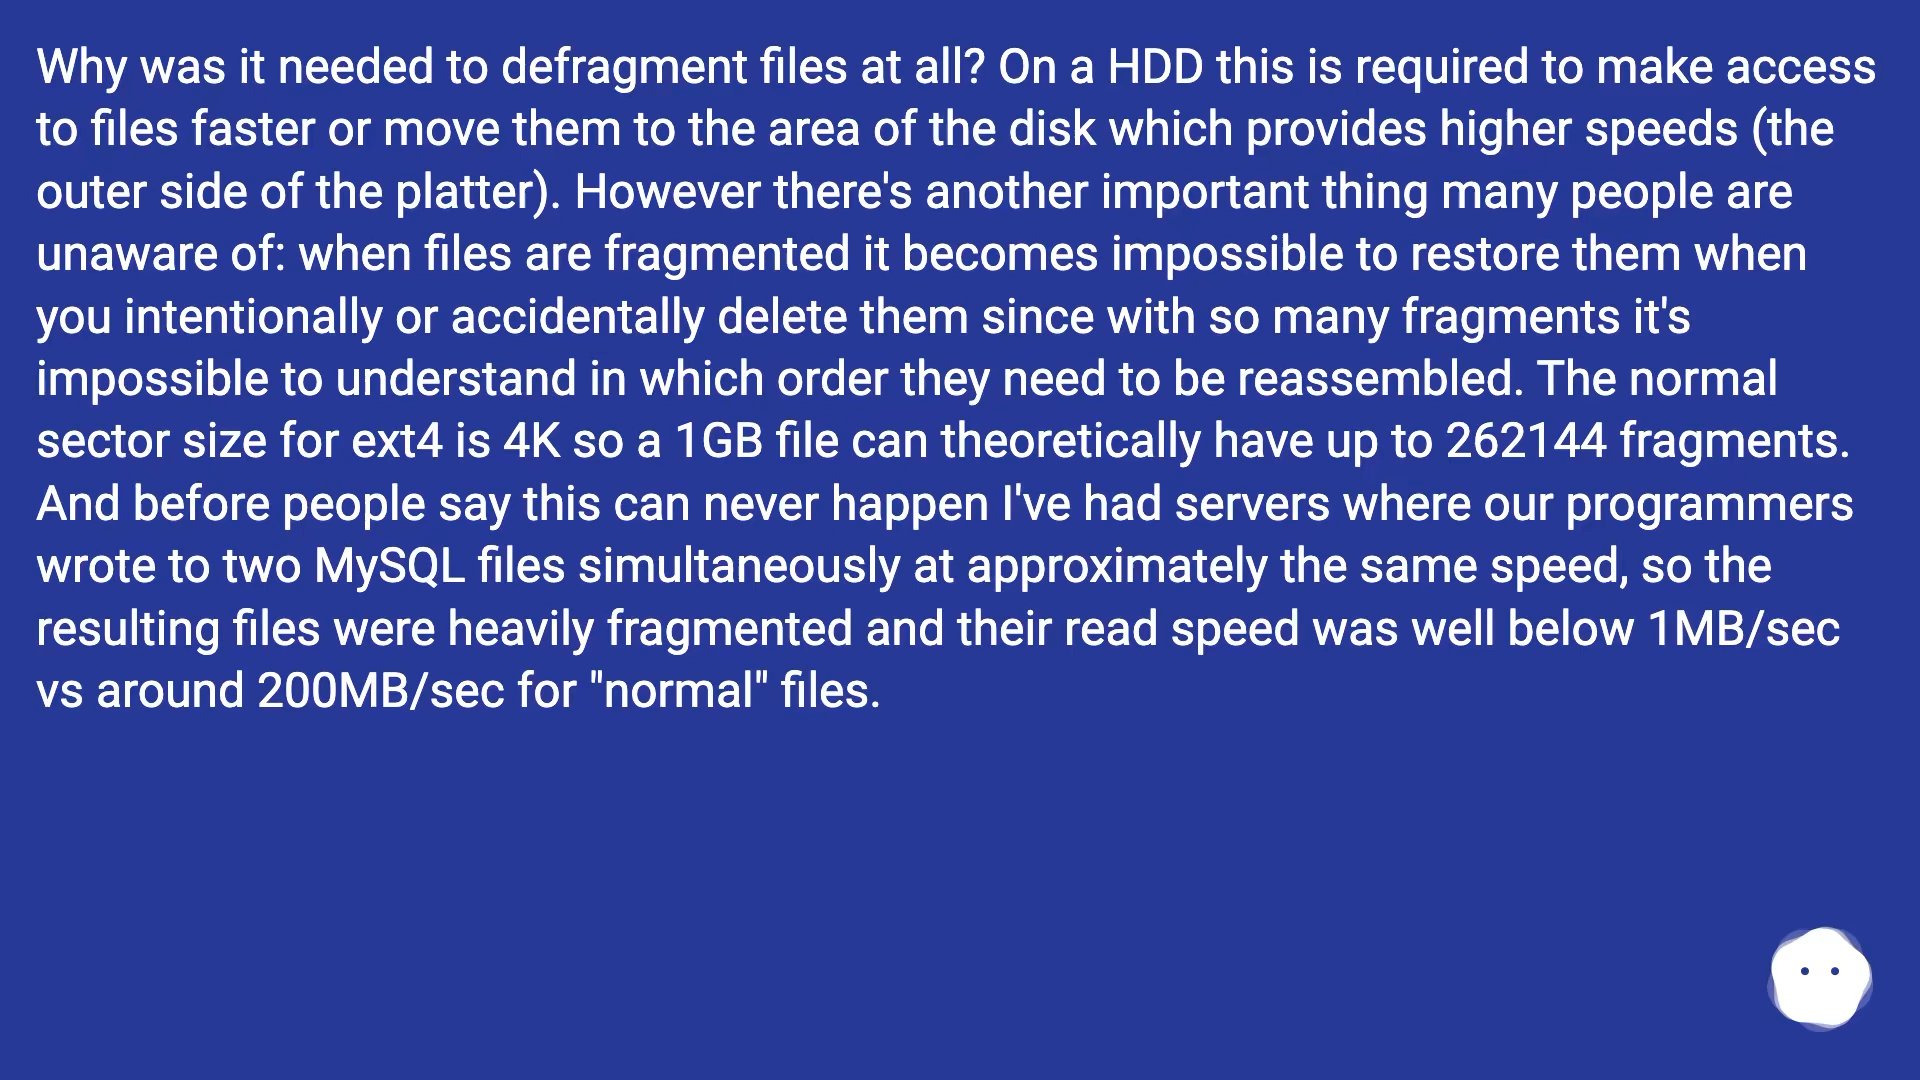 Why was it needed to defragment files at all? On a HDD this is required to make access
to files faster or move them to the area of the disk which provides higher speeds (the
outer side of the platter). However there's another important thing many people are
unaware of: when files are fragmented it becomes impossible to restore them when
you intentionally or accidentally delete them since with so many fragments it's
impossible to understand in which order they need to be reassembled. The normal
sector size for ext4 is 4K so a 1GB file can theoretically have up to 262144 fragments.
And before people say this can never happen I've had servers where our programmers
wrote to two MySQL files simultaneously at approximately the same speed, so the
resulting files were heavily fragmented and their read speed was well below 1MB/sec
vs around 200MB/sec for "normal" files.